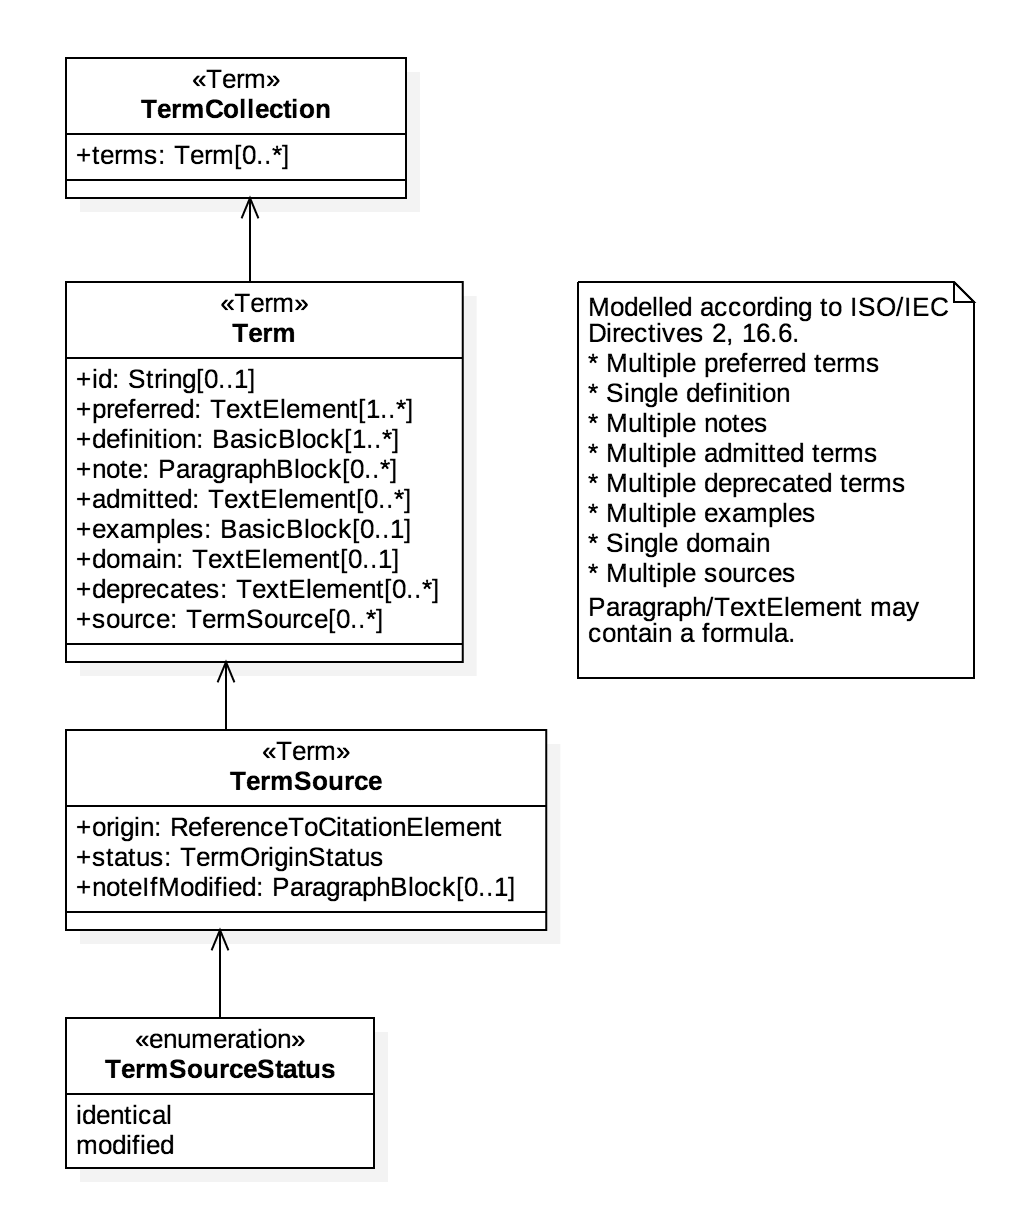 «Term»
TermCollection
+terms: Term[0..*]
«Term»
Term
+id: String[0..1]
+preferred: TextElement[1..*]
+definition: BasicBlock[1..*]
+note: ParagraphBlock[0..*]
+admitted: TextElement[0..*]
+examples: BasicBlock[0..1]
+domain: TextElement[0..1]
+deprecates: TextElement[0..*]
+source: TermSource[0..*]
Modelled according to ISO/IEC
Directives 2, 16.6.
* Multiple preferred terms
* Single definition
* Multiple notes
* Multiple admitted terms
* Multiple deprecated terms
* Multiple examples
* Single domain
* Multiple sources
Paragraph/TextElement may
contain a formula.
«Term»
TermSource
+origin: ReferenceToCitationElement
+status: TermOriginStatus
+noteIfModified: ParagraphBlock[0..1]
«enumeration»
TermSourceStatus
identical
modified